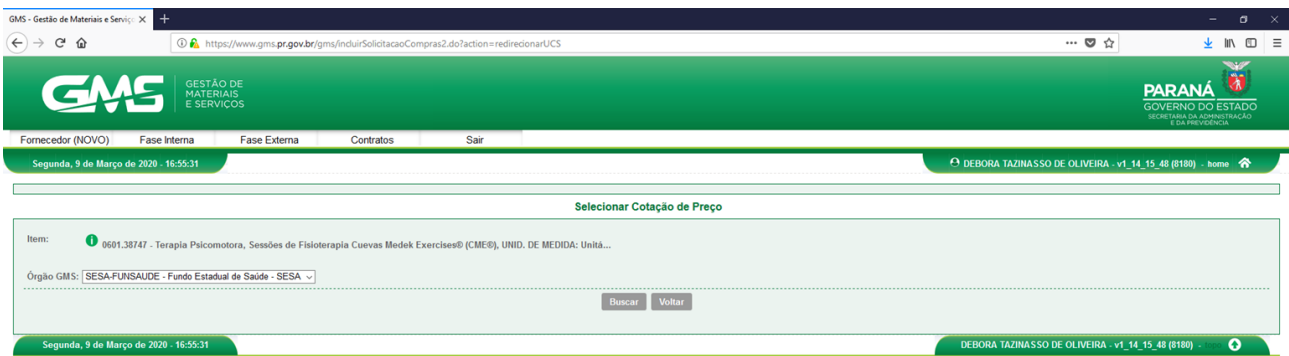 GMS - Gestão de Materiais e Serviç
https://www.gms.pr.gov.br/gms/incluirSolicitacaoCompras2.do?action=redirecionarUCS
GMS
GESTÃO DE
MATERIAIS
E SERVIÇOS
PARANÁ
GOVERNO DO ESTADO
SECRETARIA DA ADMINISTRAÇÃO
E DA PREVIDÊNCIA
Fornecedor (NOVO) Fase Interna Fase Externa Contratos Sair
Segunda, 9 de Março de 2020 - 16:55:31 DEBORA TAZINASSO DE OLIVEIRA - v1_14_15_48 (8180) - home
Selecionar Cotação de Preço
Item: 0601.38747 - Terapia Psicomotora, Sessões de Fisioterapia Cuevas Medek Exercises® (CME®), UNID. DE MEDIDA: Unitá...
Órgão GMS: SESA-FUNSAUDE - Fundo Estadual de Saúde - SESA
Buscar Voltar
Segunda, 9 de Março de 2020 - 16:55:31 DEBORA TAZINASSO DE OLIVEIRA - v1_14_15_48 (8180) - topo